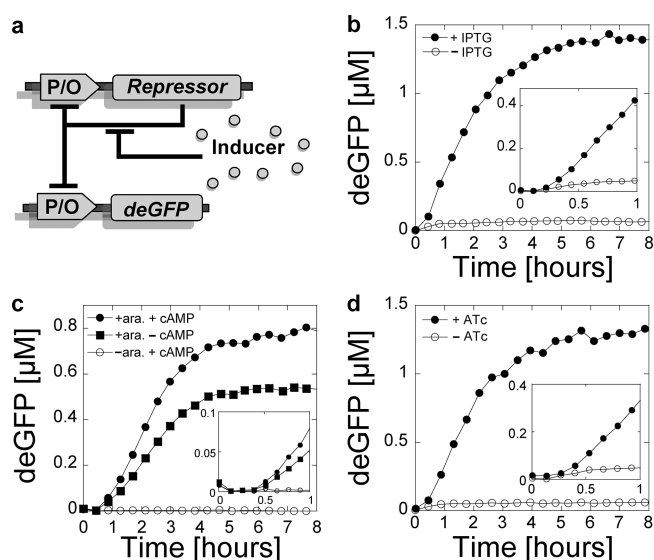 a
P/O
Repressor
Inducer
P/O
deGFP
b
deGFP [µM]
1.5
1
0.5
0
+ IPTG
− IPTG
0.4
0.2
0
0
0.5
1
0 1 2 3 4 5 6 7 8
Time [hours]
c
deGFP [µM]
0.8
0.6
0.4
0.2
0
+ara. + cAMP
+ara. − cAMP
−ara. + cAMP
0.1
0.05
0
0
0.5
1
0 1 2 3 4 5 6 7 8
Time [hours]
d
deGFP [µM]
1.5
1
0.5
0
+ ATc
− ATc
0.4
0.2
0
0
0.5
1
0 1 2 3 4 5 6 7 8
Time [hours]